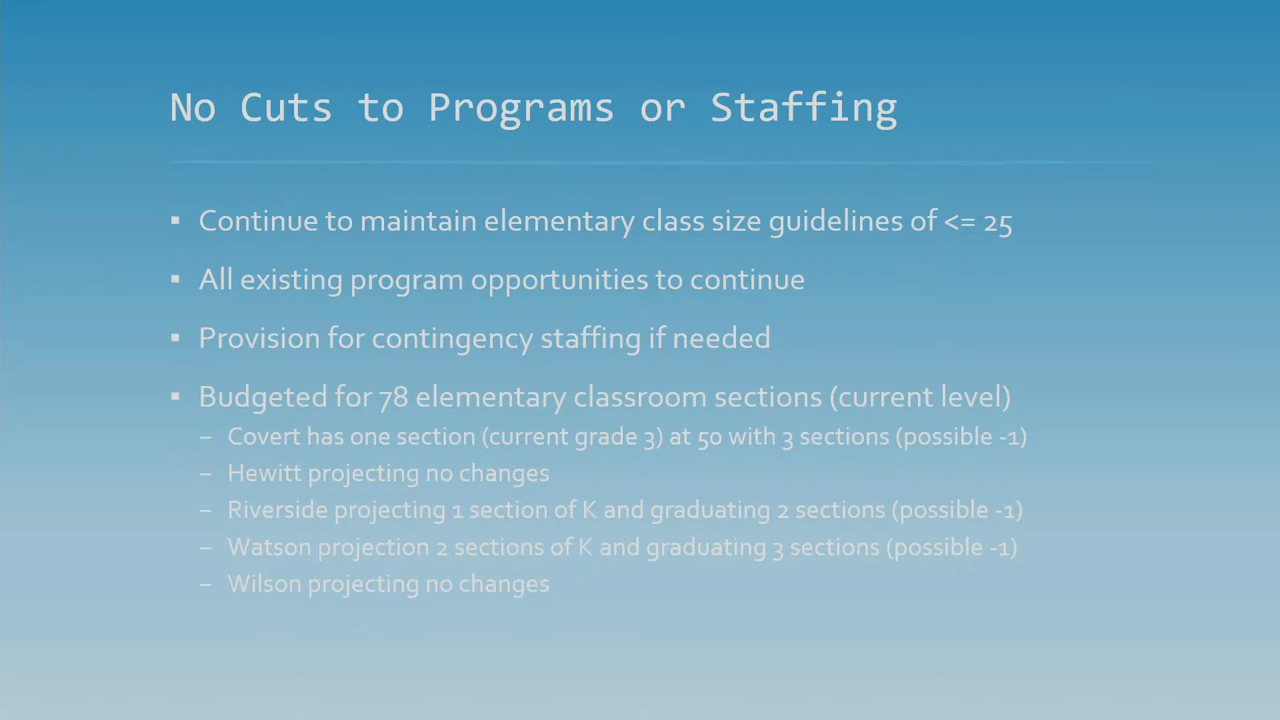 No Cuts to Programs or Staffing
▪ Continue to maintain elementary class size guidelines of <= 25
▪ All existing program opportunities to continue
▪ Provision for contingency staffing if needed
▪ Budgeted for 78 elementary classroom sections (current level)
– Covert has one section (current grade 3) at 50 with 3 sections (possible -1)
– Hewitt projecting no changes
– Riverside projecting 1 section of K and graduating 2 sections (possible -1)
– Watson projection 2 sections of K and graduating 3 sections (possible -1)
– Wilson projecting no changes